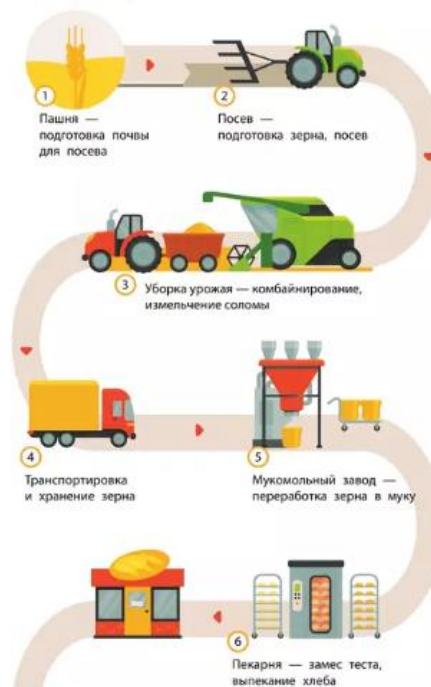 1
Пашня —
подготовка почвы
для посева
2
Посев —
подготовка зерна, посев
3
Уборка урожая — комбайнирование,
измельчение соломы
4
Транспортировка
и хранение зерна
5
Мукомольный завод —
переработка зерна в муку
6
Пекарня — замес теста,
выпекание хлеба